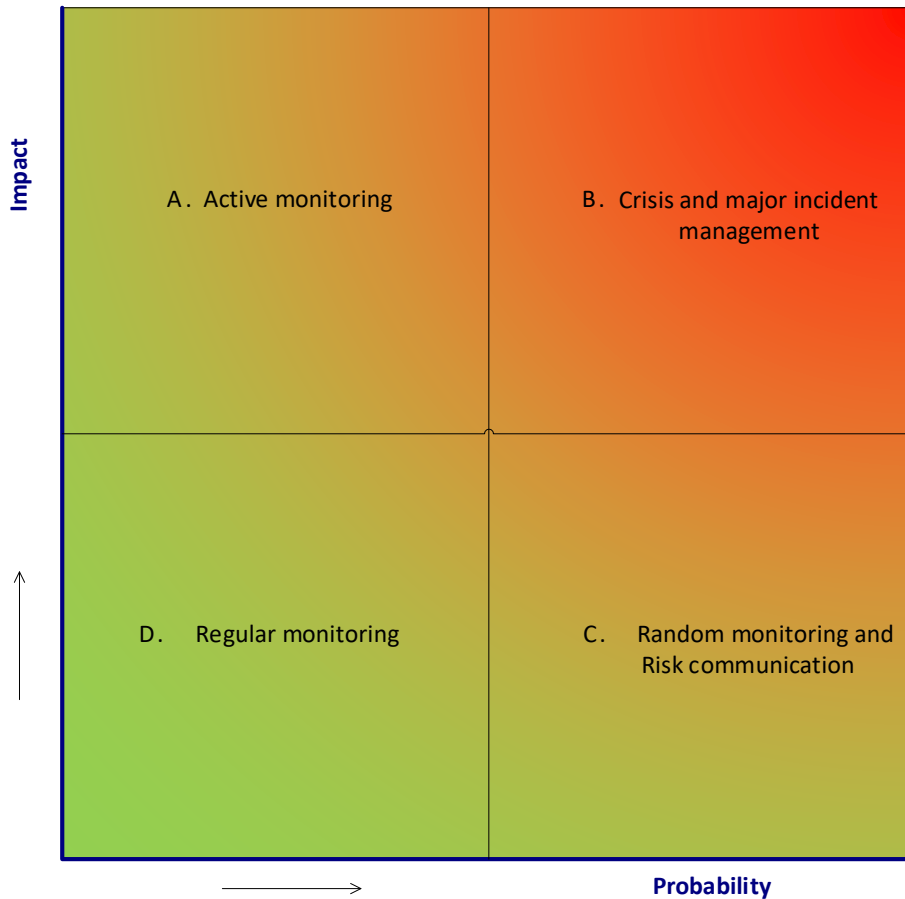 Impact
A. Active monitoring
B. Crisis and major incident
management
D. Regular monitoring
C. Random monitoring and
Risk communication
Probability